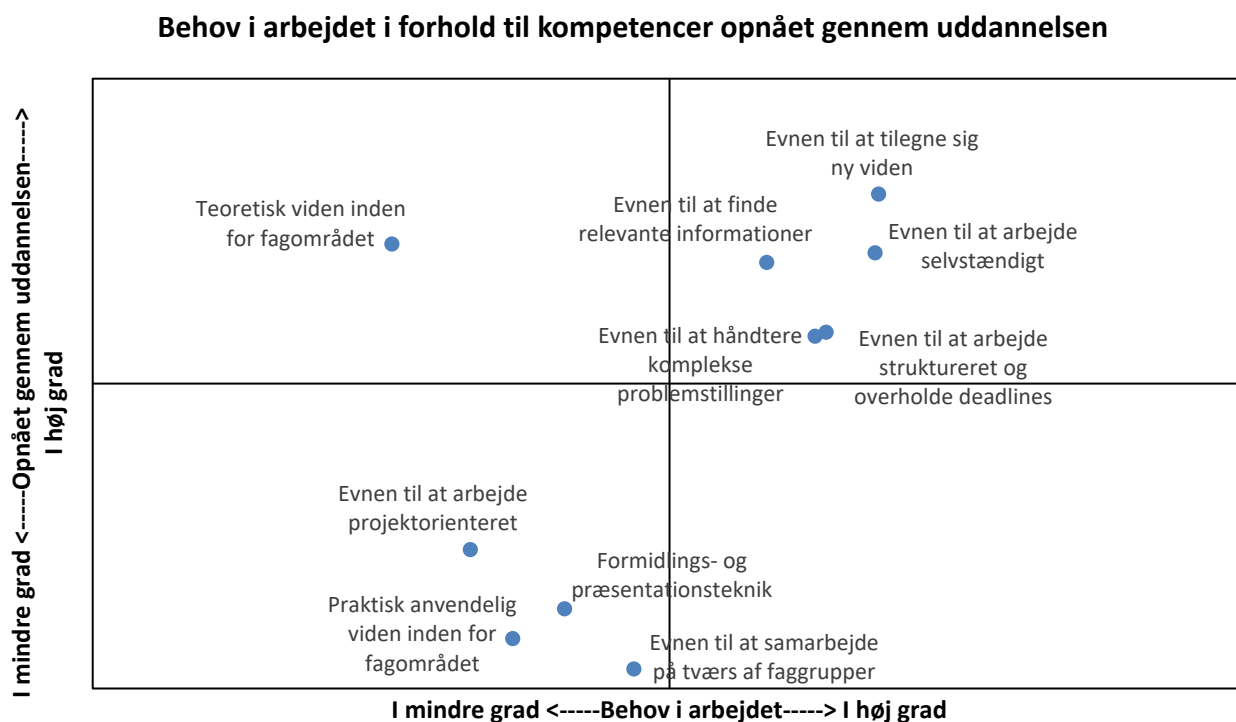 Behov i arbejdet i forhold til kompetencer opnået gennem uddannelsen
I mindre grad <-----Opnået gennem uddannelsen----->
I høj grad
Evnen til at tilegne sig
ny viden
Teoretisk viden inden
for fagområdet
Evnen til at finde
relevante informationer
Evnen til at arbejde
selvstændigt
Evnen til at håndtere
komplekse
problemstillinger
Evnen til at arbejde
struktureret og
overholde deadlines
Evnen til at arbejde
projektorienteret
Formidlings- og
præsentationsteknik
Praktisk anvendelig
viden inden for
fagområdet
Evnen til at samarbejde
på tværs af faggrupper
I mindre grad <-----Behov i arbejdet-----> I høj grad